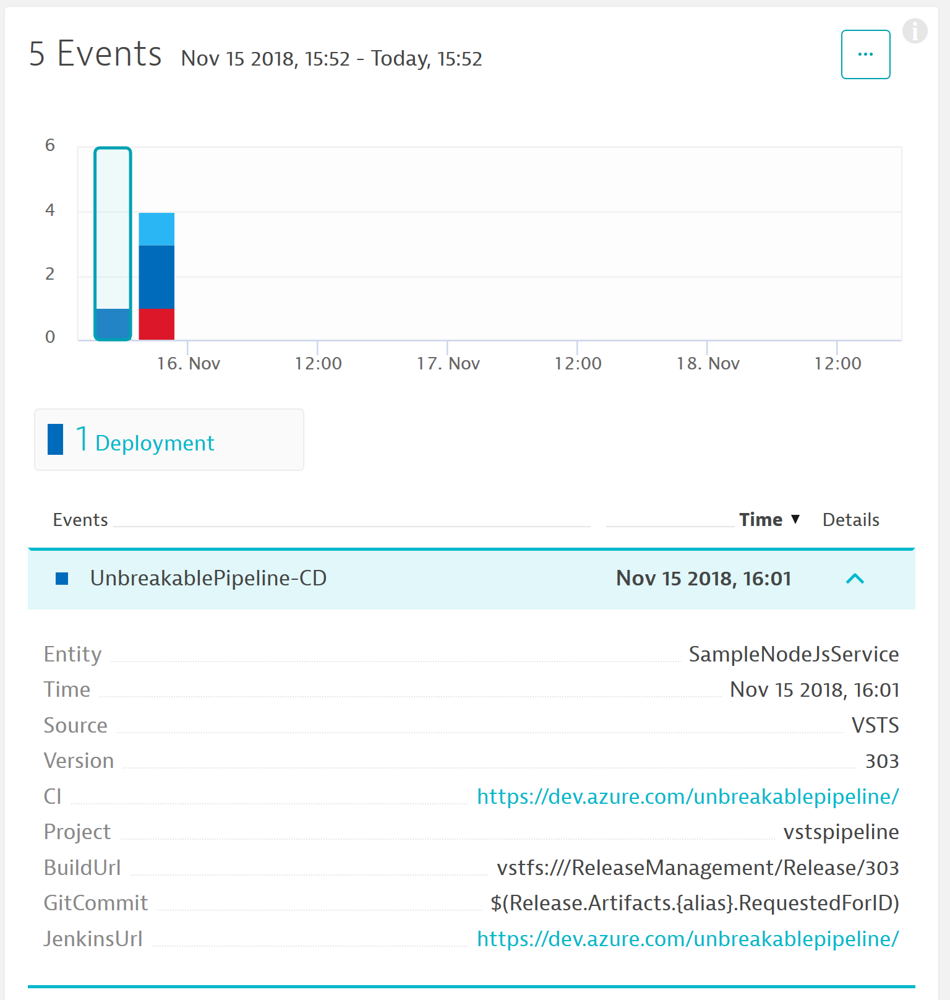 5 Events Nov 15 2018, 15:52 - Today, 15:52
...
i
6
4
2
0
16. Nov 12:00 17. Nov 12:00 18. Nov 12:00
1 Deployment
Events Time ▼ Details
UnbreakablePipeline-CD Nov 15 2018, 16:01
Entity SampleNodeJsService
Time Nov 15 2018, 16:01
Source VSTS
Version 303
CI https://dev.azure.com/unbreakablepipeline/
Project vstspipeline
BuildUrl vstfs:///ReleaseManagement/Release/303
GitCommit $(Release.Artifacts.{alias}.RequestedForID)
JenkinsUrl https://dev.azure.com/unbreakablepipeline/